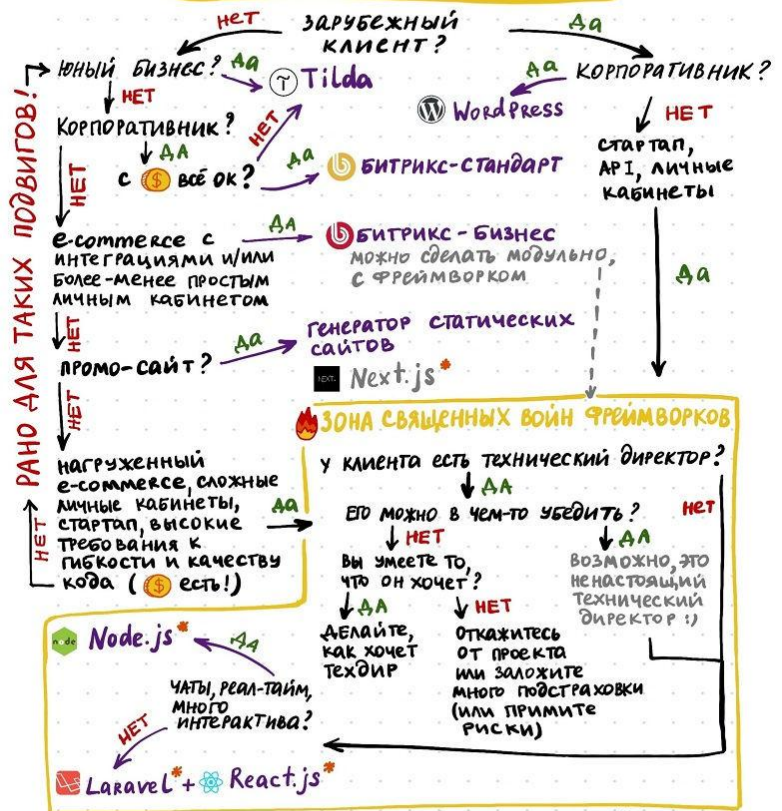 ЗАРУБЕЖНЫЙ
КЛИЕНТ?
НЕТ
ДА
ЮНЫЙ БИЗНЕС?
ДА
Tilda
НЕТ
КОРПОРАТИВНИК?
ДА
НЕТ
С $ ВСЁ ОК?
ДА
БИТРИКС-СТАНДАРТ
НЕТ
e-commerce с
ИНТЕГРАЦИЯМИ И/ИЛИ
БОЛЕЕ-МЕНЕЕ ПРОСТЫМ
ЛИЧНЫМ КАБИНЕТОМ
ДА
БИТРИКС-БИЗНЕС
МОЖНО СДЕЛАТЬ МОДУЛЬНО,
С ФРЕЙМВОРКОМ
НЕТ
ПРОМО-САЙТ?
ДА
ГЕНЕРАТОР СТАТИЧЕСКИХ
САЙТОВ
NEXT.
Next.js*
НЕТ
НАГРУЖЕННЫЙ
e-commerce, СЛОЖНЫЕ
ЛИЧНЫЕ КАБИНЕТЫ,
СТАРТАП, ВЫСОКИЕ
ТРЕБОВАНИЯ К
ГИБКОСТИ И КАЧЕСТВУ
КОДА ($ ЕСТЬ!)
ДА
НЕТ
РАНО ДЛЯ ТАКИХ ПОДВИГОВ!
КОРПОРАТИВНИК?
ДА
WordPress
НЕТ
СТАРТАП,
API, ЛИЧНЫЕ
КАБИНЕТЫ
ДА
ЗОНА СВЯЩЕННЫХ ВОЙН ФРЕЙМВОРКОВ
У КЛИЕНТА ЕСТЬ ТЕХНИЧЕСКИЙ ДИРЕКТОР?
ДА
НЕТ
ЕГО МОЖНО В ЧЕМ-ТО УБЕДИТЬ?
НЕТ
ДА
ВЫ УМЕЕТЕ ТО,
ЧТО ОН ХОЧЕТ?
ВОЗМОЖНО, ЭТО
НЕНАСТОЯЩИЙ
ТЕХНИЧЕСКИЙ
ДИРЕКТОР :)
ДА
ДЕЛАЙТЕ,
КАК ХОЧЕТ
ТЕХДИР
НЕТ
ОТКАЖИТЕСЬ
ОТ ПРОЕКТА
ИЛИ ЗАЛОЖИТЕ
МНОГО ПОДСТРАХОВКИ
(ИЛИ ПРИМИТЕ
РИСКИ)
node
Node.js*
ДА
ЧАТЫ, РЕАЛ-ТАЙМ,
МНОГО
ИНТЕРАКТИВА?
НЕТ
Laravel* + React.js*